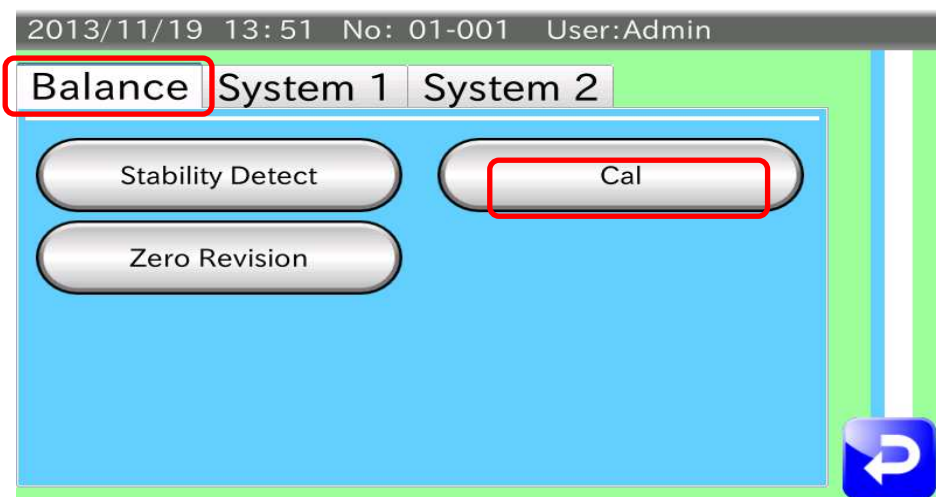 2013/11/19 13:51 No: 01-001 User:Admin
Balance System 1 System 2
Stability Detect Cal
Zero Revision